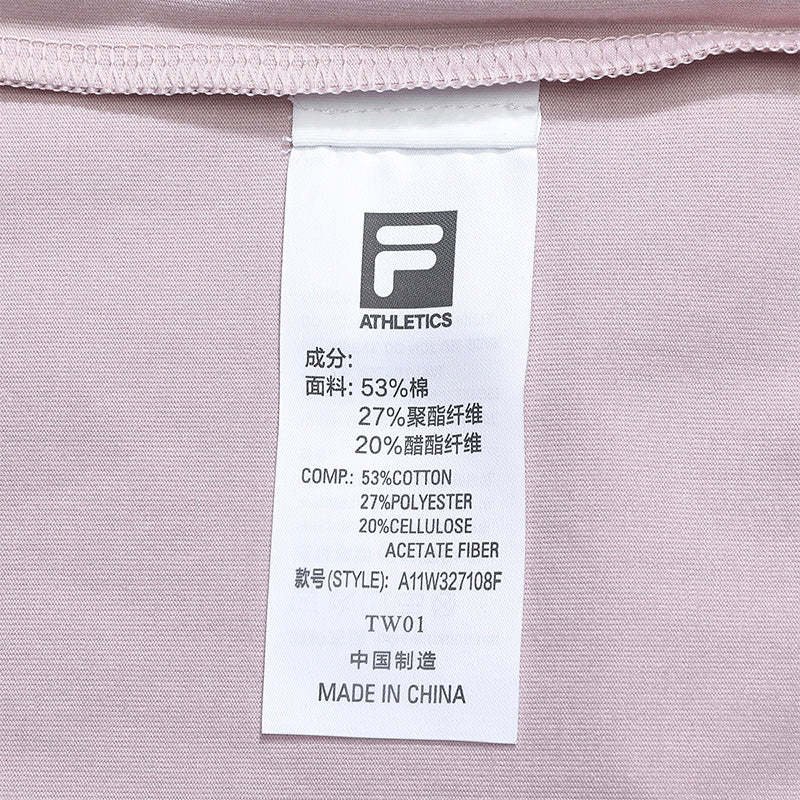 F
ATHLETICS
成分:
面料: 53%棉
27%聚酯纤维
20%醋酯纤维
COMP.: 53%COTTON
27%POLYESTER
20%CELLULOSE
ACETATE FIBER
款号(STYLE): A11W327108F
TW01
中国制造
MADE IN CHINA